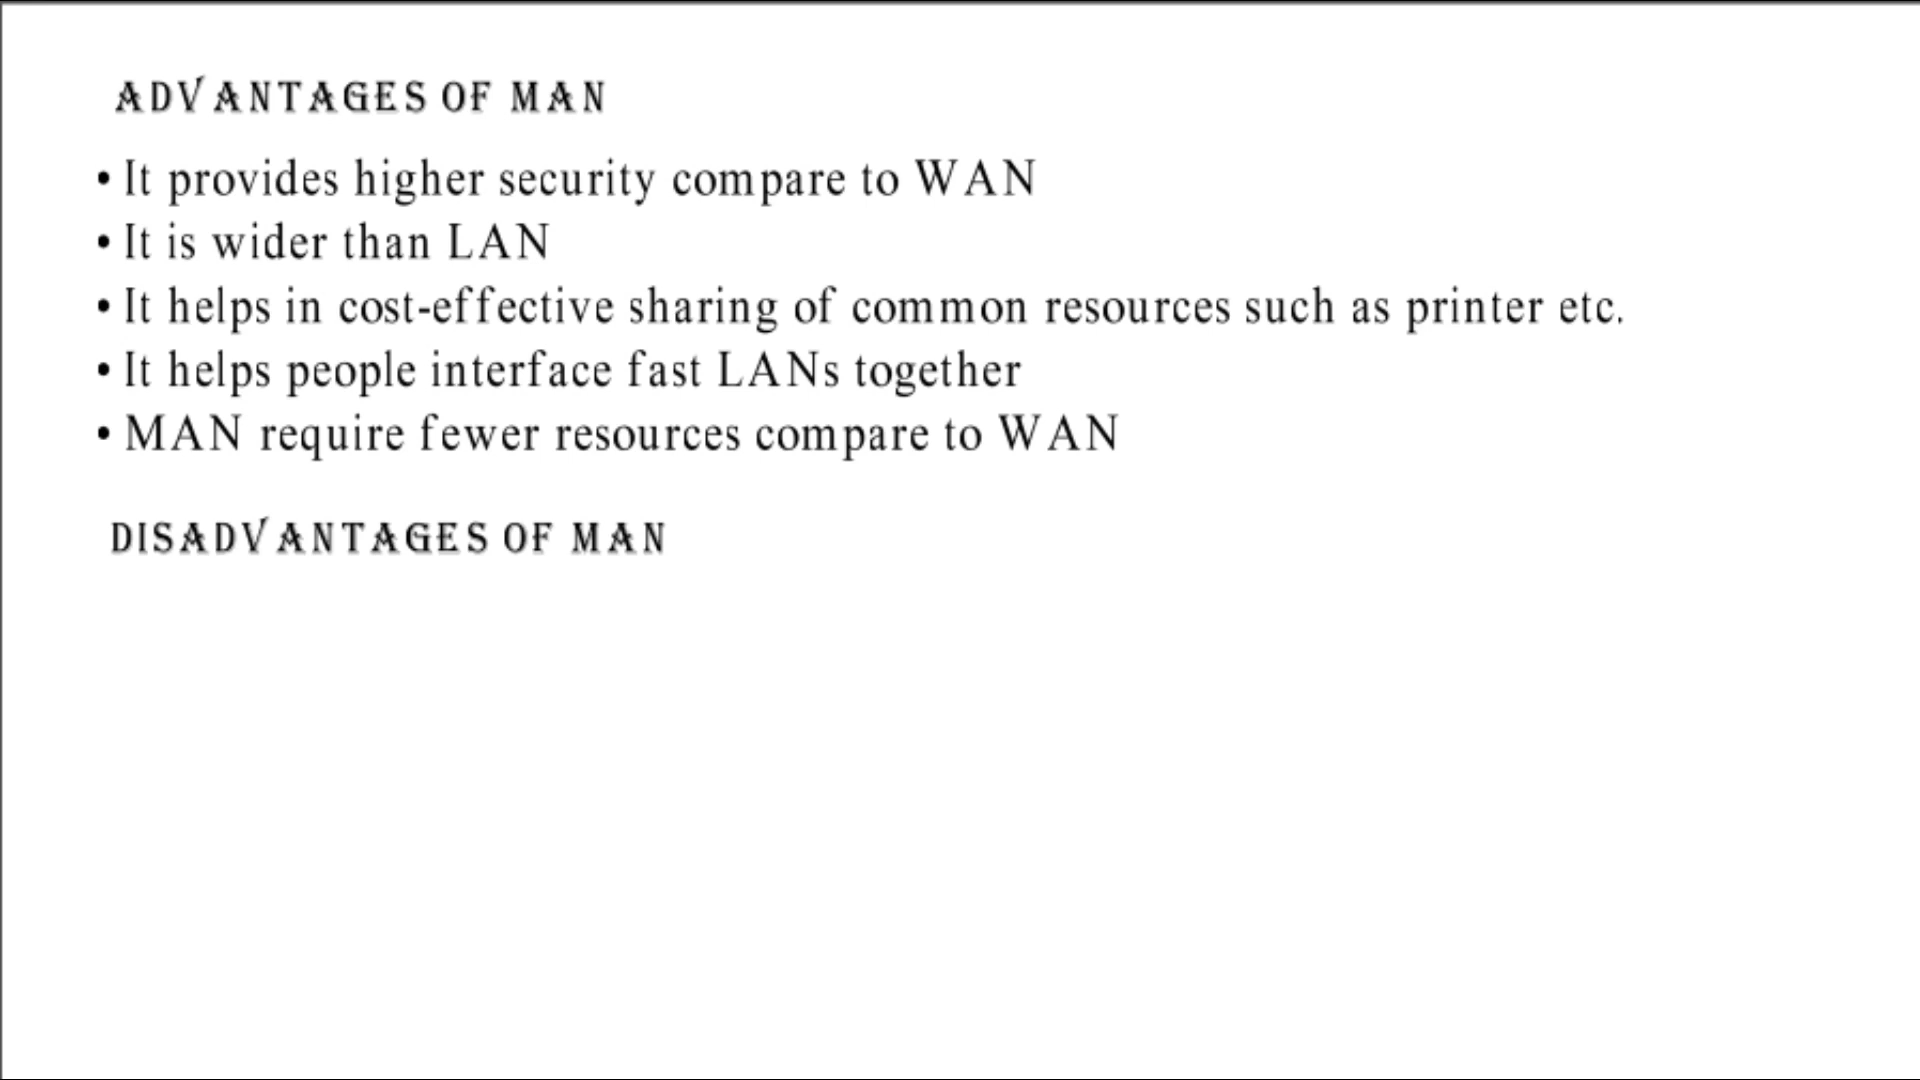 ADVANTAGES OF MAN
• It provides higher security compare to WAN
• It is wider than LAN
• It helps in cost-effective sharing of common resources such as printer etc.
• It helps people interface fast LANs together
• MAN require fewer resources compare to WAN
DISADVANTAGES OF MAN